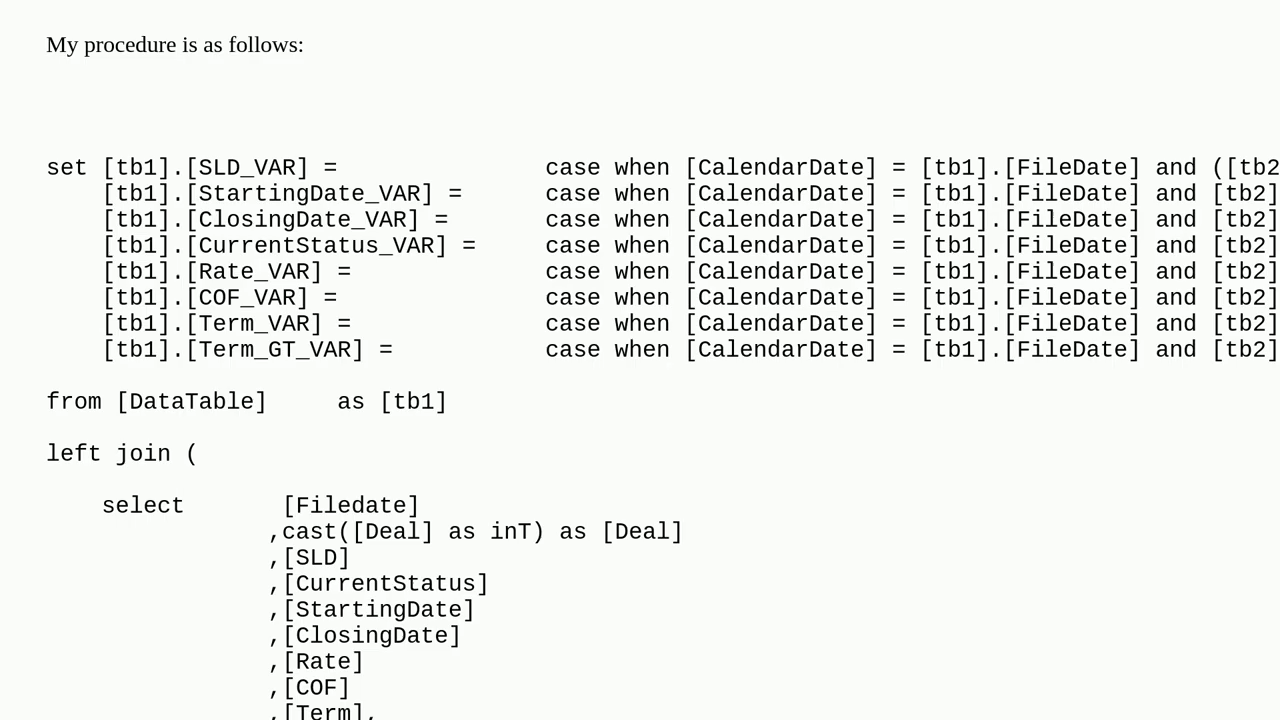 My procedure is as follows:
set [tb1].[SLD_VAR] = case when [CalendarDate] = [tb1].[FileDate] and ([tb2
[tb1].[StartingDate_VAR] = case when [CalendarDate] = [tb1].[FileDate] and [tb2]
[tb1].[ClosingDate_VAR] = case when [CalendarDate] = [tb1].[FileDate] and [tb2]
[tb1].[CurrentStatus_VAR] = case when [CalendarDate] = [tb1].[FileDate] and [tb2]
[tb1].[Rate_VAR] = case when [CalendarDate] = [tb1].[FileDate] and [tb2]
[tb1].[COF_VAR] = case when [CalendarDate] = [tb1].[FileDate] and [tb2]
[tb1].[Term_VAR] = case when [CalendarDate] = [tb1].[FileDate] and [tb2]
[tb1].[Term_GT_VAR] = case when [CalendarDate] = [tb1].[FileDate] and [tb2]
from [DataTable] as [tb1]
left join (
select [Filedate]
,cast([Deal] as inT) as [Deal]
,[SLD]
,[CurrentStatus]
,[StartingDate]
,[ClosingDate]
,[Rate]
,[COF]
,[Term],